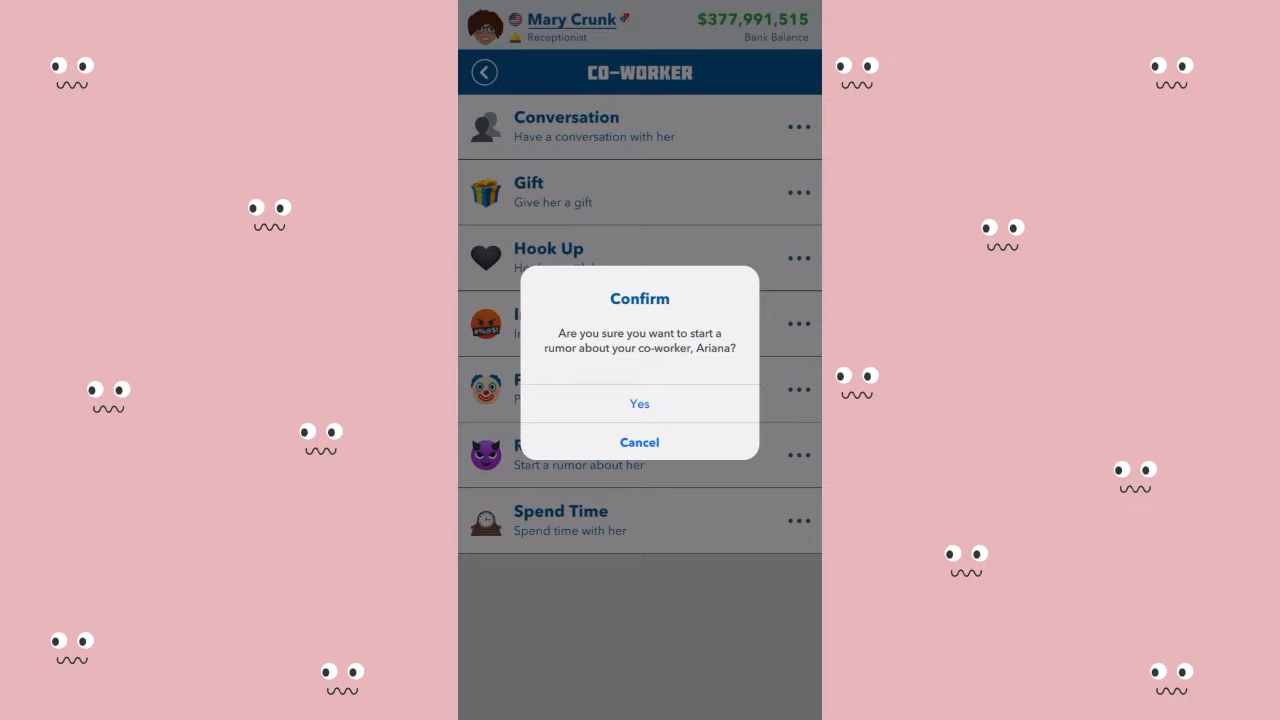 Mary Crunk
$377,991,515
Receptionist
Bank Balance
CO-WORKER
Conversation
Have a conversation with her
Gift
Give her a gift
Hook Up
Confirm
Are you sure you want to start a
rumor about your co-worker, Ariana?
Yes
Cancel
Start a rumor about her
Spend Time
Spend time with her